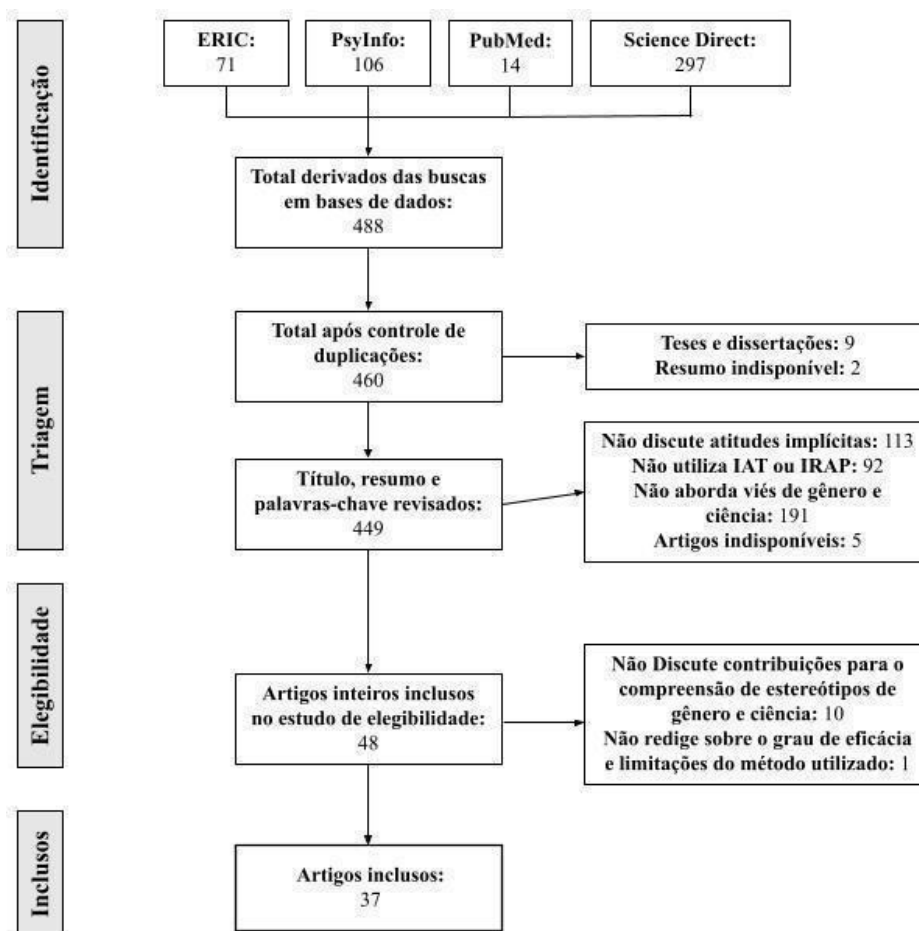 Identificação
ERIC:
71
PsyInfo:
106
PubMed:
14
Science Direct:
297
Total derivados das buscas
em bases de dados:
488
Triagem
Total após controle de
duplicações:
460
Teses e dissertações: 9
Resumo indisponível: 2
Título, resumo e
palavras-chave revisados:
449
Não discute atitudes implícitas: 113
Não utiliza IAT ou IRAP: 92
Não aborda viés de gênero e
ciência: 191
Artigos indisponíveis: 5
Elegibilidade
Artigos inteiros inclusos
no estudo de elegibilidade:
48
Não Discute contribuições para o
compreensão de estereótipos de
gênero e ciência: 10
Não redige sobre o grau de eficácia
e limitações do método utilizado: 1
Inclusos
Artigos inclusos:
37